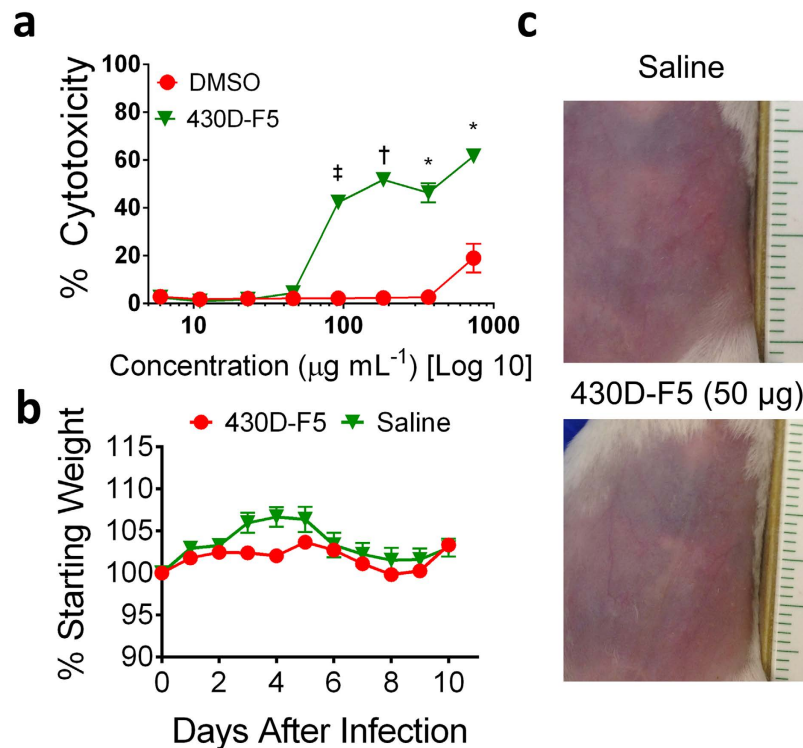 a
% Cytotoxicity
100
80
60
40
20
0
DMSO
430D-F5
‡
†
*
*
10
100
1000
Concentration (µg mL⁻¹) [Log 10]
b
430D-F5 Saline
% Starting Weight
115
110
105
100
95
90
0 2 4 6 8 10
Days After Infection
c
Saline
430D-F5 (50 µg)